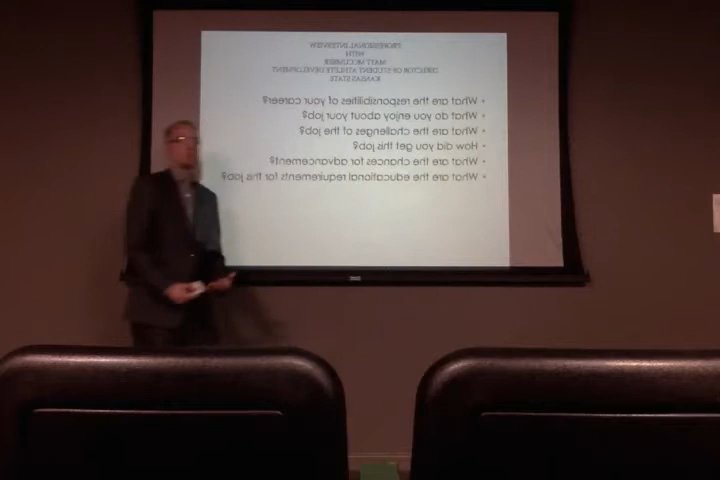 PROFESSIONAL INTERVIEW
WITH
MATT MCCUMBER
DIRECTOR OF STUDENT ATHLETE DEVELOPMENT
KANSAS STATE
• What are the responsibilities of your career?
• What do you enjoy about your job?
• What are the challenges of the job?
• How did you get this job?
• What are the chances for advancement?
• What are the educational requirements for this job?